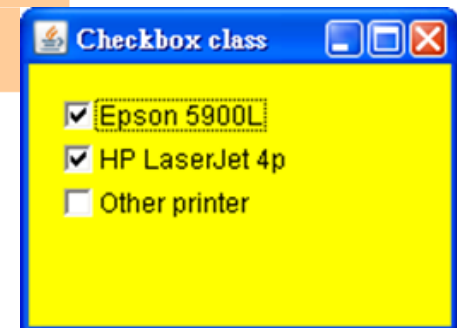 Checkbox class
Epson 5900L
HP LaserJet 4p
Other printer